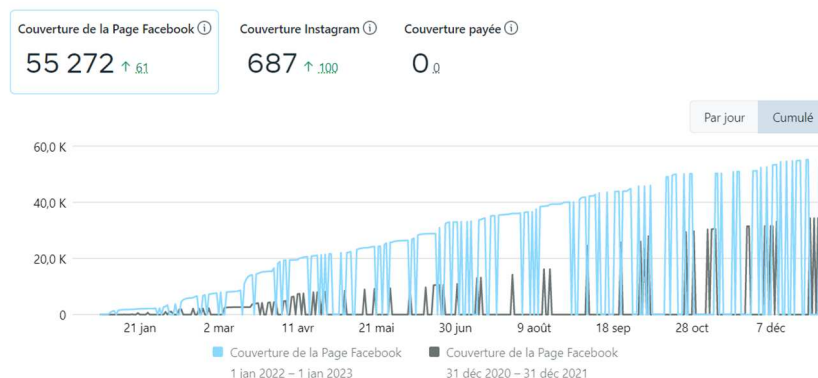 Couverture de la Page Facebook
Couverture Instagram
Couverture payée
55 272 ↑ 61
687 ↑ 100
0 0
Par jour
Cumulé
60,0 K
40,0 K
20,0 K
0
21 jan
2 mar
11 avr
21 mai
30 jun
9 août
18 sep
28 oct
7 déc
Couverture de la Page Facebook
1 jan 2022 – 1 jan 2023
Couverture de la Page Facebook
31 déc 2020 – 31 déc 2021